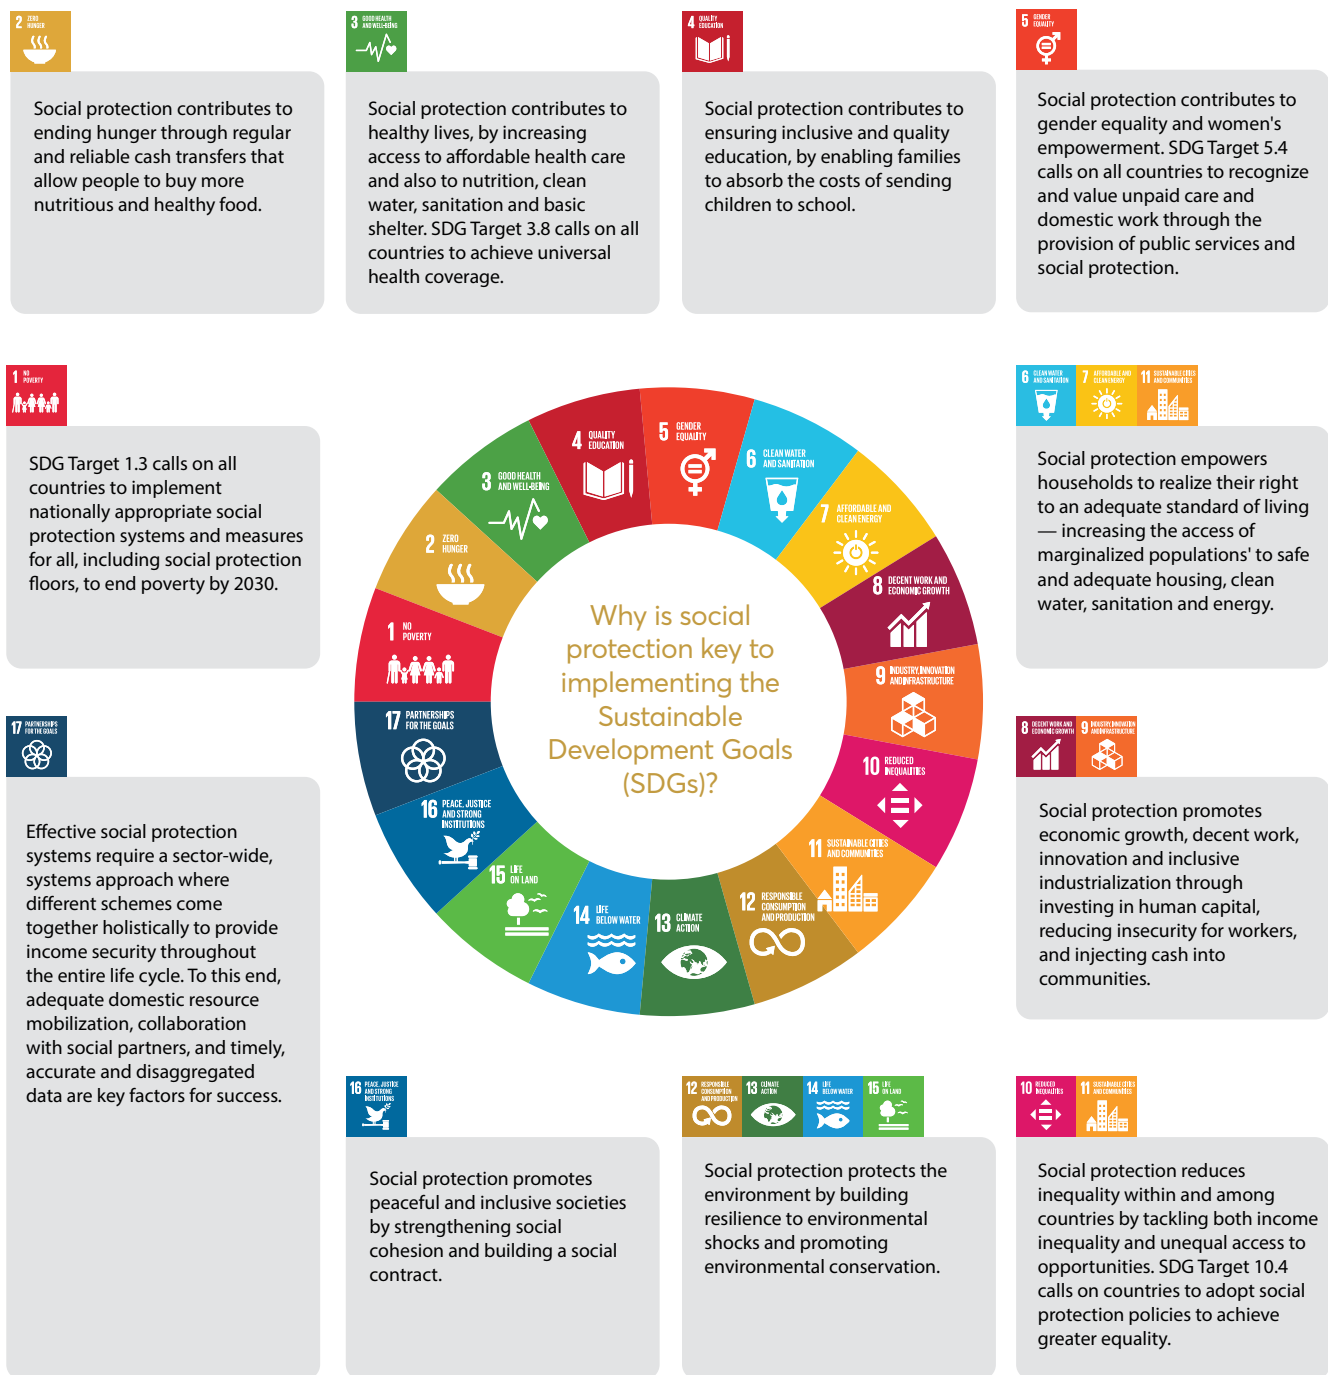 2 ZERO
HUNGER
Social protection contributes to
ending hunger through regular
and reliable cash transfers that
allow people to buy more
nutritious and healthy food.
3 GOOD HEALTH
AND WELL-BEING
Social protection contributes to
healthy lives, by increasing
access to affordable health care
and also to nutrition, clean
water, sanitation and basic
shelter. SDG Target 3.8 calls on all
countries to achieve universal
health coverage.
4 QUALITY
EDUCATION
Social protection contributes to
ensuring inclusive and quality
education, by enabling families
to absorb the costs of sending
children to school.
5 GENDER
EQUALITY
Social protection contributes to
gender equality and women's
empowerment. SDG Target 5.4
calls on all countries to recognize
and value unpaid care and
domestic work through the
provision of public services and
social protection.
1 NO
POVERTY
SDG Target 1.3 calls on all
countries to implement
nationally appropriate social
protection systems and measures
for all, including social protection
floors, to end poverty by 2030.
17 PARTNERSHIPS
FOR THE GOALS
Effective social protection
systems require a sector-wide,
systems approach where
different schemes come
together holistically to provide
income security throughout
the entire life cycle. To this end,
adequate domestic resource
mobilization, collaboration
with social partners, and timely,
accurate and disaggregated
data are key factors for success.
Why is social
protection key to
implementing the
Sustainable
Development Goals
(SDGs)?
1 NO
POVERTY
2 ZERO
HUNGER
3 GOOD HEALTH
AND WELL-BEING
4 QUALITY
EDUCATION
5 GENDER
EQUALITY
6 CLEAN WATER
AND SANITATION
7 AFFORDABLE AND
CLEAN ENERGY
8 DECENT WORK AND
ECONOMIC GROWTH
9 INDUSTRY, INNOVATION
AND INFRASTRUCTURE
10 REDUCED
INEQUALITIES
11 SUSTAINABLE CITIES
AND COMMUNITIES
12 RESPONSIBLE
CONSUMPTION
AND PRODUCTION
13 CLIMATE
ACTION
14 LIFE
BELOW WATER
15 LIFE
ON LAND
16 PEACE, JUSTICE
AND STRONG
INSTITUTIONS
17 PARTNERSHIPS
FOR THE GOALS
6 CLEAN WATER
AND SANITATION
7 AFFORDABLE AND
CLEAN ENERGY
11 SUSTAINABLE CITIES
AND COMMUNITIES
Social protection empowers
households to realize their right
to an adequate standard of living
— increasing the access of
marginalized populations' to safe
and adequate housing, clean
water, sanitation and energy.
8 DECENT WORK AND
ECONOMIC GROWTH
9 INDUSTRY, INNOVATION
AND INFRASTRUCTURE
Social protection promotes
economic growth, decent work,
innovation and inclusive
industrialization through
investing in human capital,
reducing insecurity for workers,
and injecting cash into
communities.
16 PEACE, JUSTICE
AND STRONG
INSTITUTIONS
Social protection promotes
peaceful and inclusive societies
by strengthening social
cohesion and building a social
contract.
12 RESPONSIBLE
CONSUMPTION
AND PRODUCTION
13 CLIMATE
ACTION
14 LIFE
BELOW WATER
15 LIFE
ON LAND
Social protection protects the
environment by building
resilience to environmental
shocks and promoting
environmental conservation.
10 REDUCED
INEQUALITIES
11 SUSTAINABLE CITIES
AND COMMUNITIES
Social protection reduces
inequality within and among
countries by tackling both income
inequality and unequal access to
opportunities. SDG Target 10.4
calls on countries to adopt social
protection policies to achieve
greater equality.